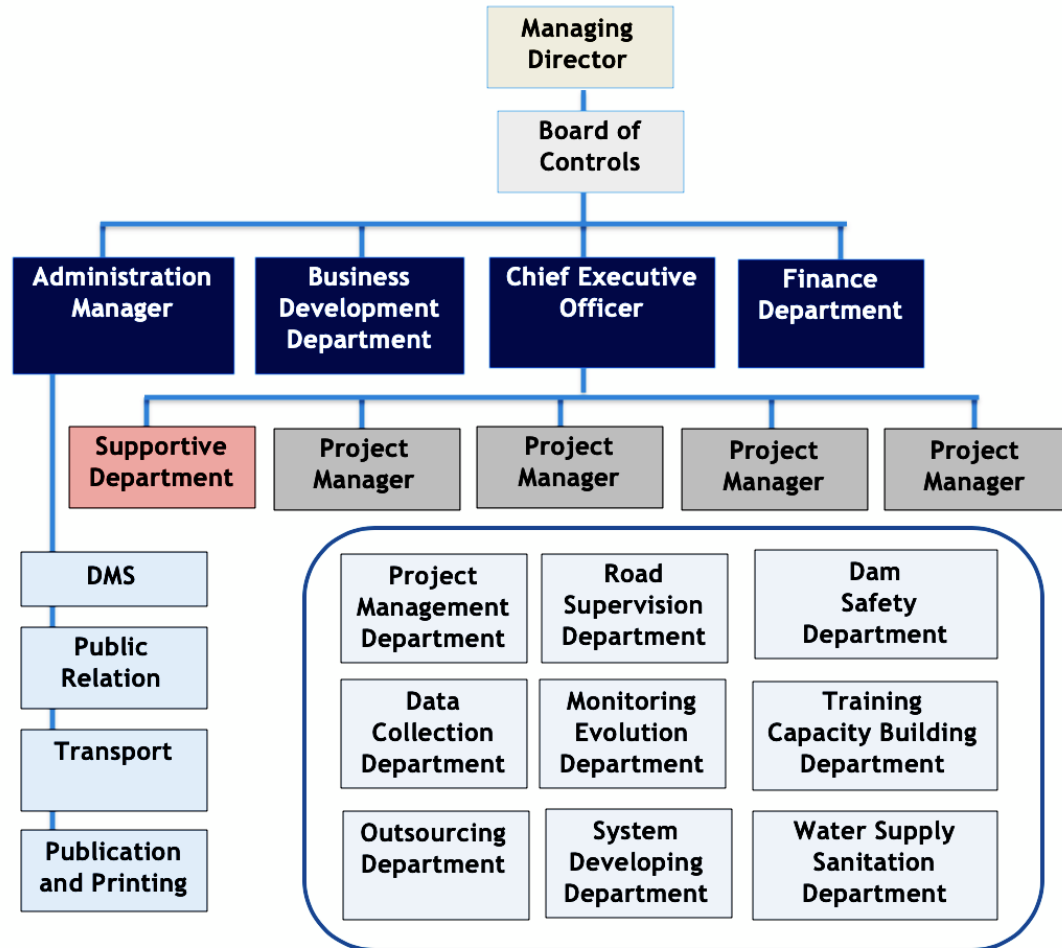 Managing
Director
Board of
Controls
Administration
Manager
Business
Development
Department
Chief Executive
Officer
Finance
Department
Supportive
Department
Project
Manager
Project
Manager
Project
Manager
Project
Manager
DMS
Public
Relation
Transport
Publication
and Printing
Project
Management
Department
Road
Supervision
Department
Dam
Safety
Department
Data
Collection
Department
Monitoring
Evolution
Department
Training
Capacity Building
Department
Outsourcing
Department
System
Developing
Department
Water Supply
Sanitation
Department